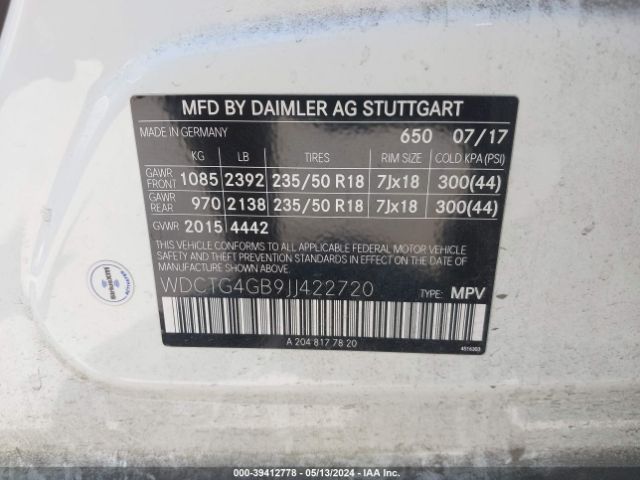 MFD BY DAIMLER AG STUTTGART
MADE IN GERMANY 650 07/17
KG LB TIRES RIM SIZE COLD KPA (PSI)
GAWR FRONT 1085 2392 235/50 R18 7Jx18 300(44)
GAWR REAR 970 2138 235/50 R18 7Jx18 300(44)
GVWR 2015 4442
THIS VEHICLE CONFORMS TO ALL APPLICABLE FEDERAL MOTOR VEHICLE
SAFETY AND THEFT PREVENTION STANDARDS IN EFFECT
ON THE DATE OF MANUFACTURE SHOWN ABOVE.
WDCTG4GB9JJ422720 TYPE: MPV
A 204 817 78 20
4516303
SIRIUSXM
000-39412778 - 05/13/2024 - IAA Inc.